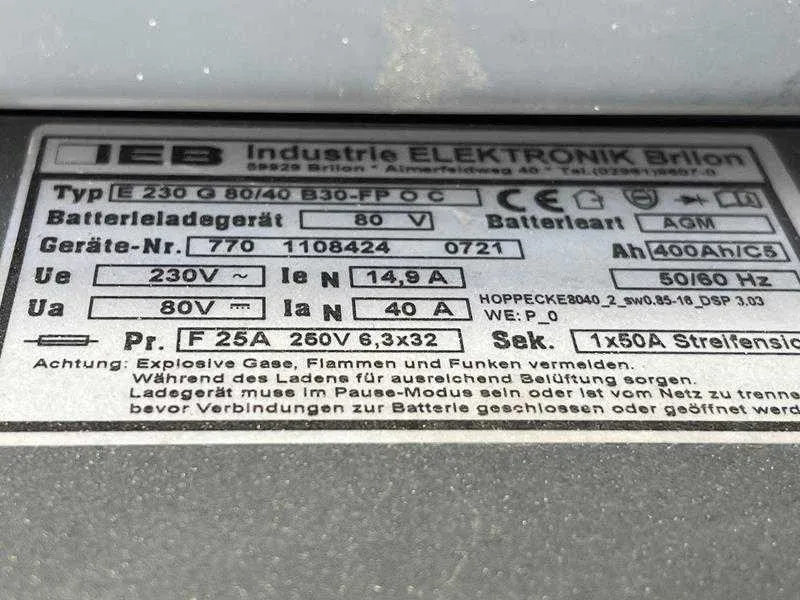 IEB Industrie ELEKTRONIK Brilon
59929 Brilon * Almerfeldweg 40 * Tel.(02961)9607-0
Typ E 230 G 80/40 B30-FP O C CE
Batterieladegerät 80 V Batterieart AGM
Geräte-Nr. 770 1108424 0721 Ah 400Ah/C5
Ue 230V ~ Ie N 14,9 A 50/60 Hz
Ua 80V Ia N 40 A HOPPECKE8040_2_sw0.85-16_DSP 3.03
WE: P_0
Pr. F 25A 250V 6,3x32 Sek. 1x50A Streifensic
Achtung: Explosive Gase, Flammen und Funken vermeiden.
Während des Ladens für ausreichend Belüftung sorgen.
Ladegerät muss im Pause-Modus sein oder ist vom Netz zu trenne
bevor Verbindungen zur Batterie geschlossen oder geöffnet werd